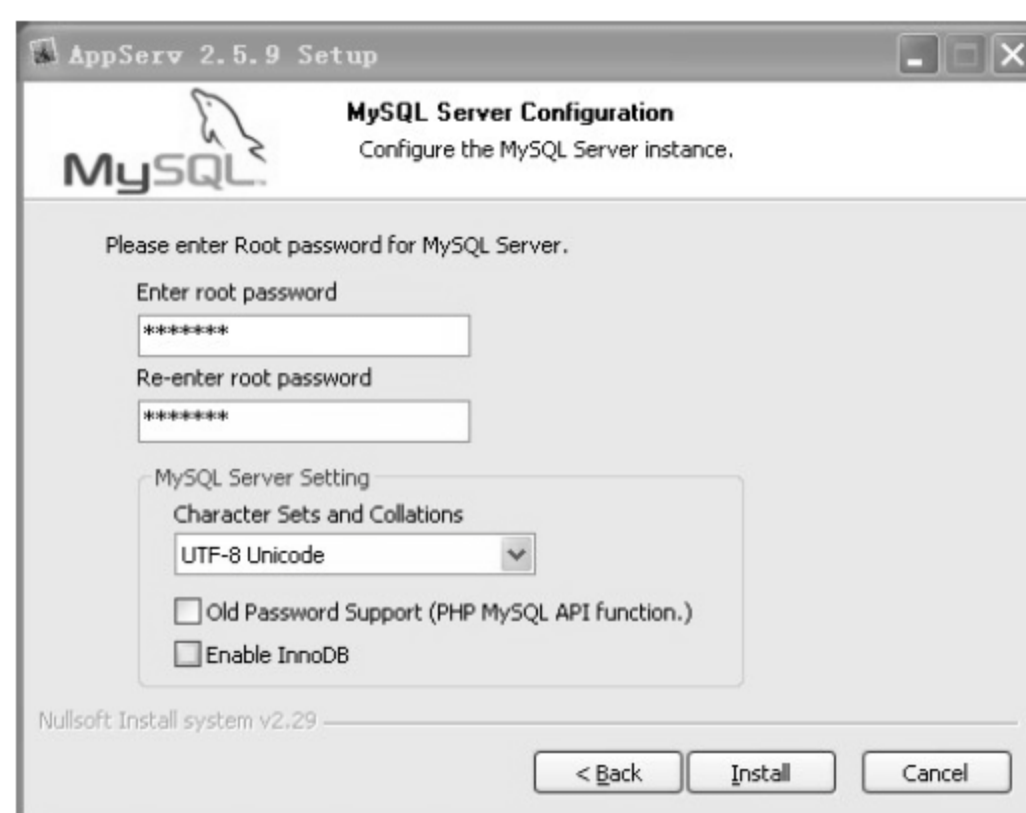 AppServ 2.5.9 Setup
MySQL Server Configuration
Configure the MySQL Server instance.
MySQL
Please enter Root password for MySQL Server.
Enter root password
*******
Re-enter root password
*******
MySQL Server Setting
Character Sets and Collations
UTF-8 Unicode
Old Password Support (PHP MySQL API function.)
Enable InnoDB
Nullsoft Install system v2.29
< Back Install Cancel